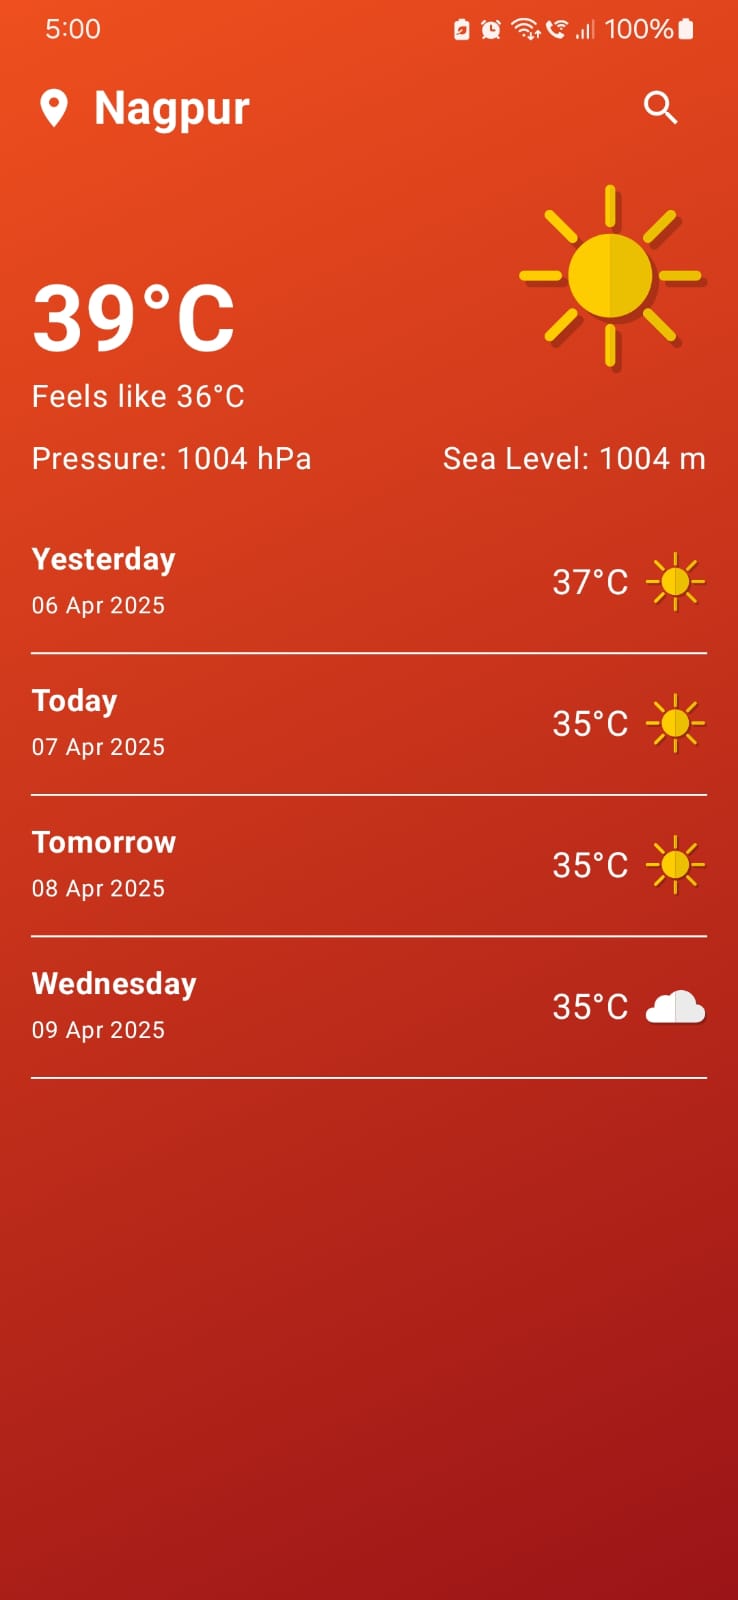 5:00 100%
Nagpur
39°C
Feels like 36°C
Pressure: 1004 hPa Sea Level: 1004 m
Yesterday
37°C
06 Apr 2025
Today
35°C
07 Apr 2025
Tomorrow
35°C
08 Apr 2025
Wednesday
35°C
09 Apr 2025